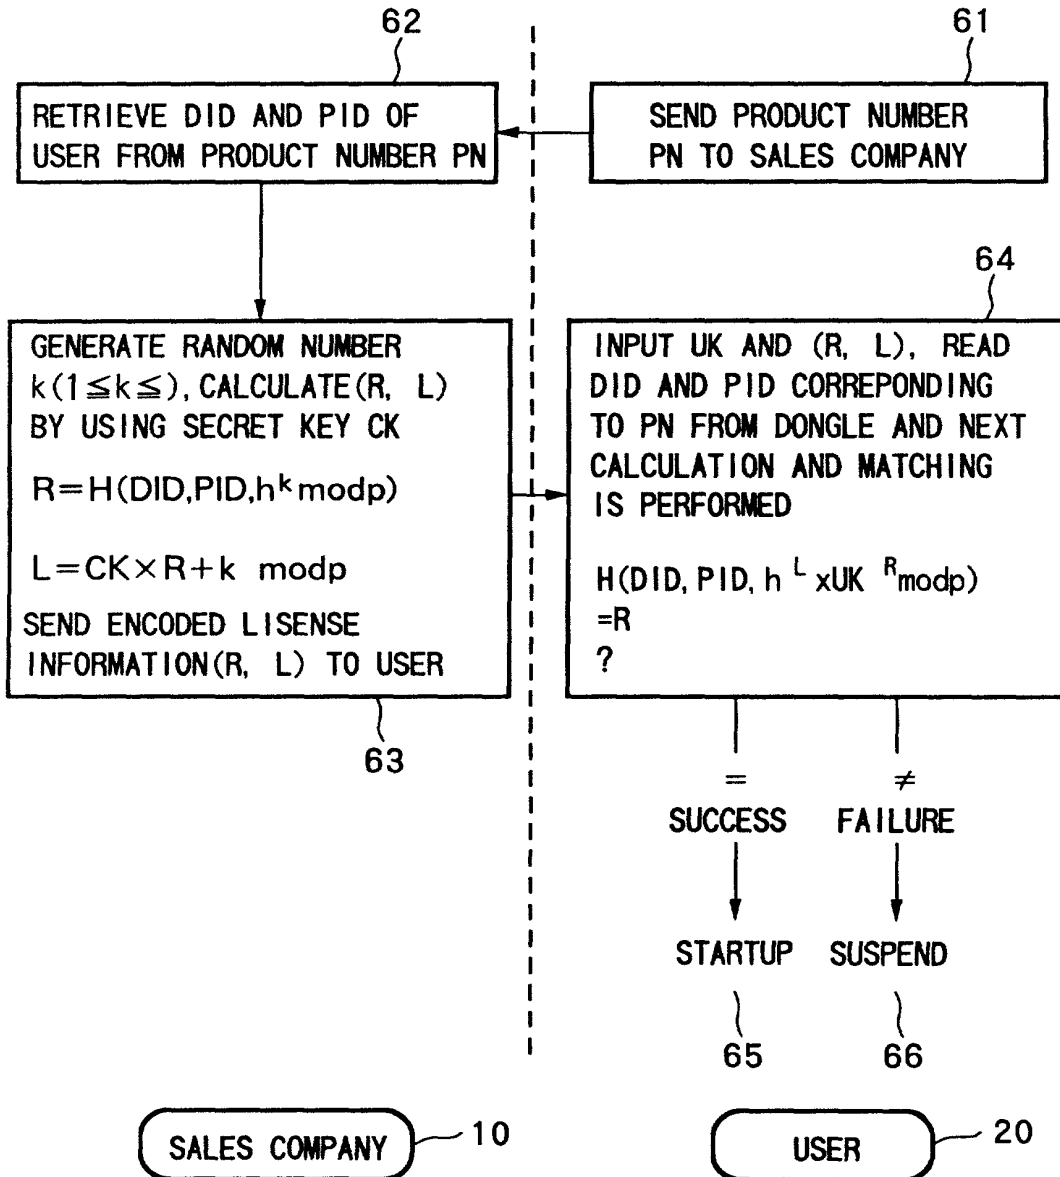 62
61
RETRIEVE DID AND PID OF
USER FROM PRODUCT NUMBER PN
SEND PRODUCT NUMBER
PN TO SALES COMPANY
64
GENERATE RANDOM NUMBER
k(1≦k≦), CALCULATE(R, L)
BY USING SECRET KEY CK
R=H(DID,PID,h^k modp)
L=CK×R+k modp
SEND ENCODED LISENSE
INFORMATION(R, L) TO USER
63
INPUT UK AND (R, L), READ
DID AND PID CORREPONDING
TO PN FROM DONGLE AND NEXT
CALCULATION AND MATCHING
IS PERFORMED
H(DID, PID, h^L xUK^R modp)
=R
?
= ≠
SUCCESS FAILURE
STARTUP SUSPEND
65 66
SALES COMPANY 10
USER 20